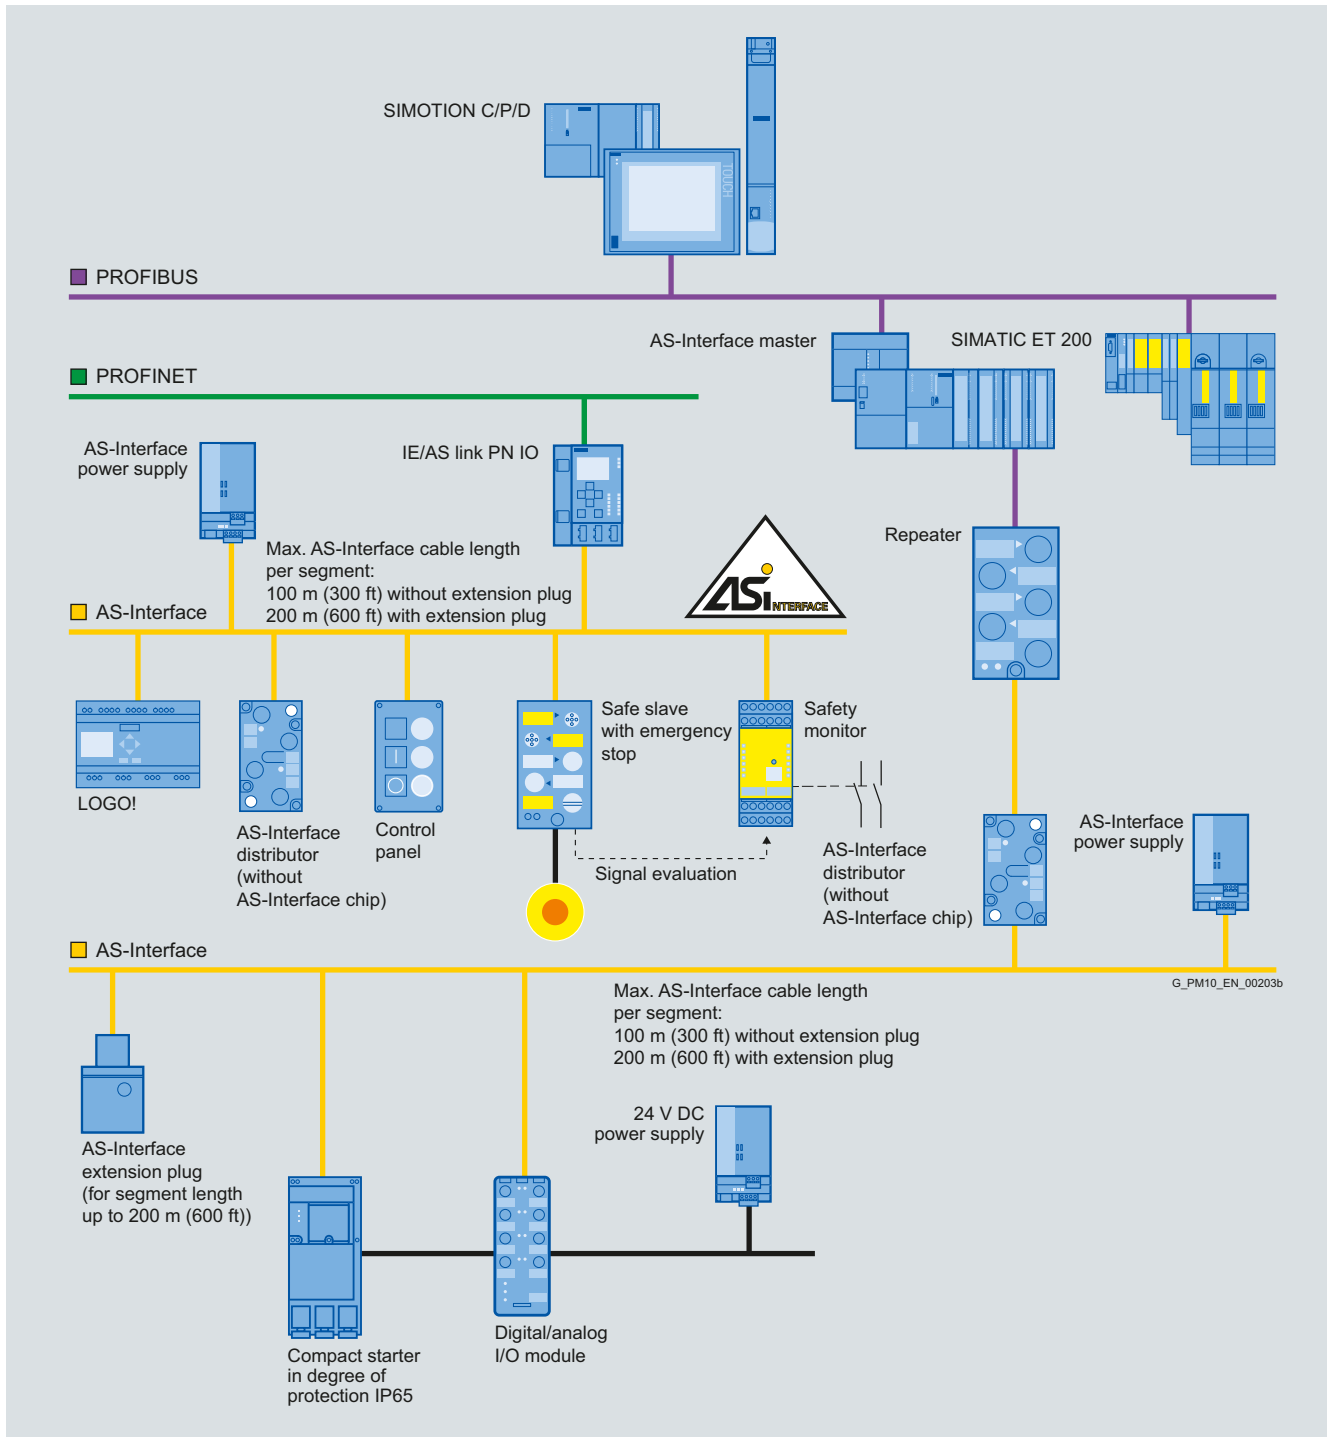 SIMOTION C/P/D
TOUCH
PROFIBUS
AS-Interface master
SIMATIC ET 200
PROFINET
AS-Interface
power supply
IE/AS link PN IO
Repeater
Max. AS-Interface cable length
per segment:
100 m (300 ft) without extension plug
200 m (600 ft) with extension plug
ASi NTERFACE
AS-Interface
LOGO!
AS-Interface
distributor
(without
AS-Interface chip)
Control
panel
Safe slave
with emergency
stop
Safety
monitor
Signal evaluation
AS-Interface
distributor
(without
AS-Interface chip)
AS-Interface
power supply
AS-Interface
G_PM10_EN_00203b
Max. AS-Interface cable length
per segment:
100 m (300 ft) without extension plug
200 m (600 ft) with extension plug
AS-Interface
extension plug
(for segment length
up to 200 m (600 ft))
24 V DC
power supply
Compact starter
in degree of
protection IP65
Digital/analog
I/O module